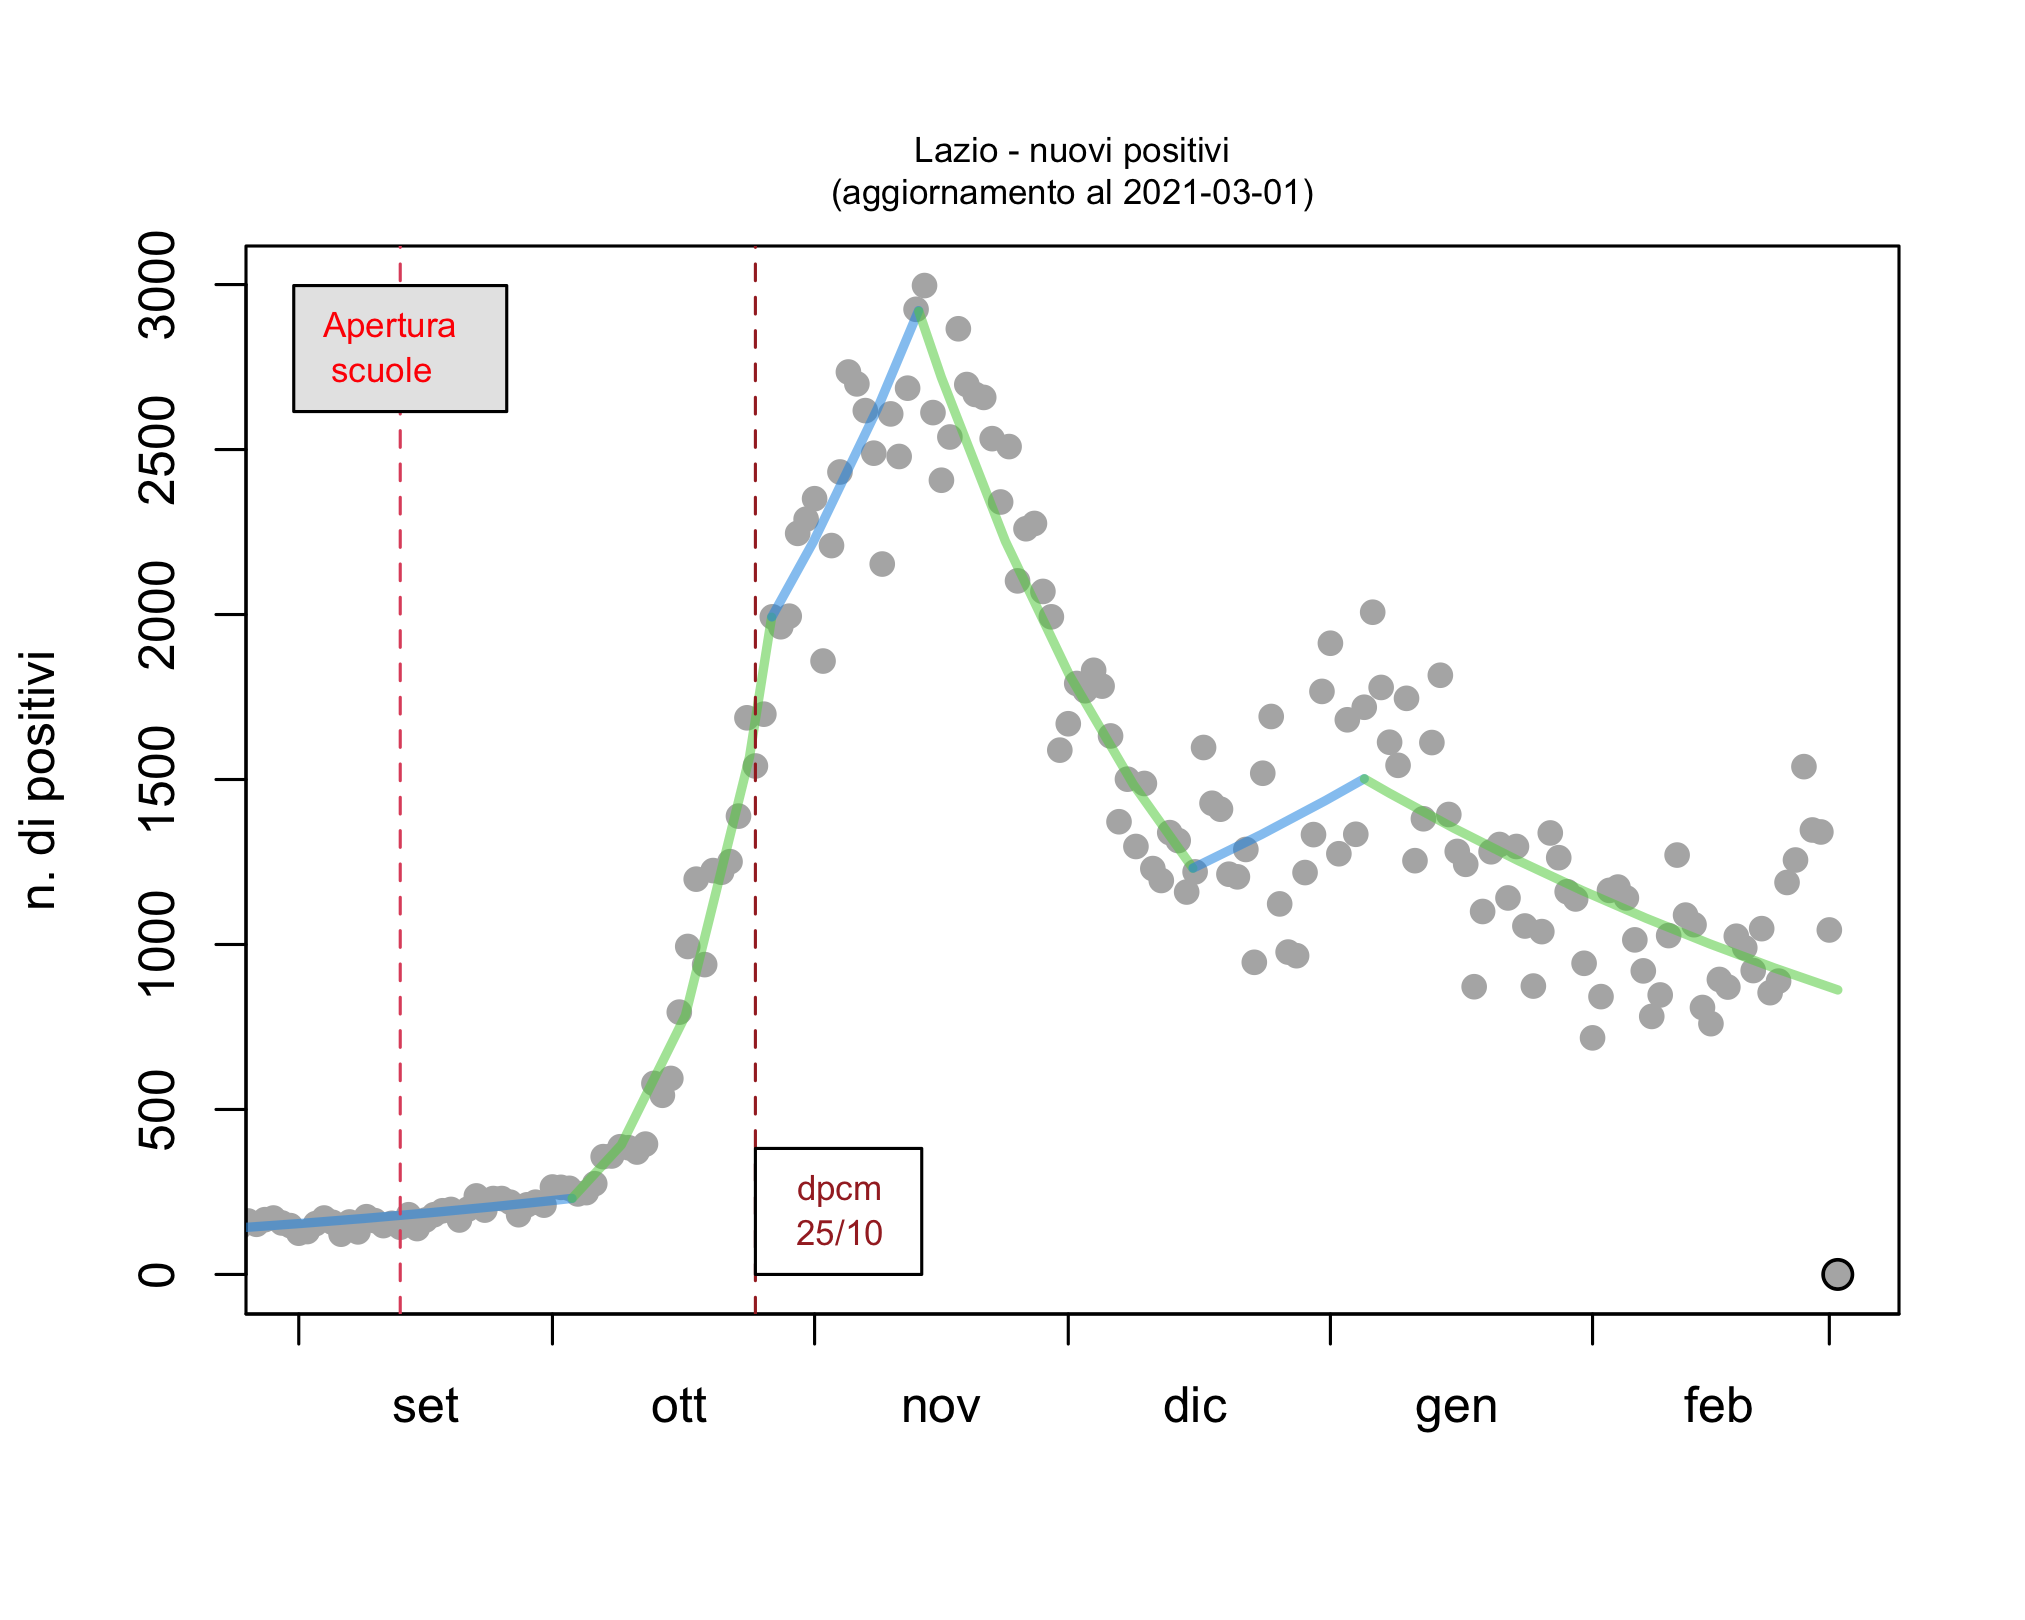 Lazio - nuovi positivi
(aggiornamento al 2021-03-01)
n. di positivi
3000
2500
2000
1500
1000
500
0
Apertura
scuole
dpcm
25/10
set ott nov dic gen feb